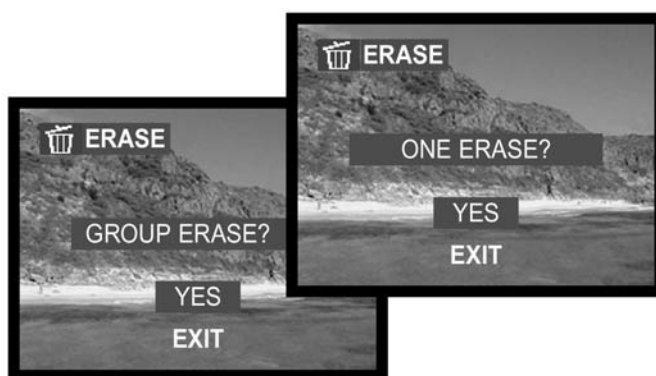 ERASE
GROUP ERASE?
YES
EXIT
ERASE
ONE ERASE?
YES
EXIT